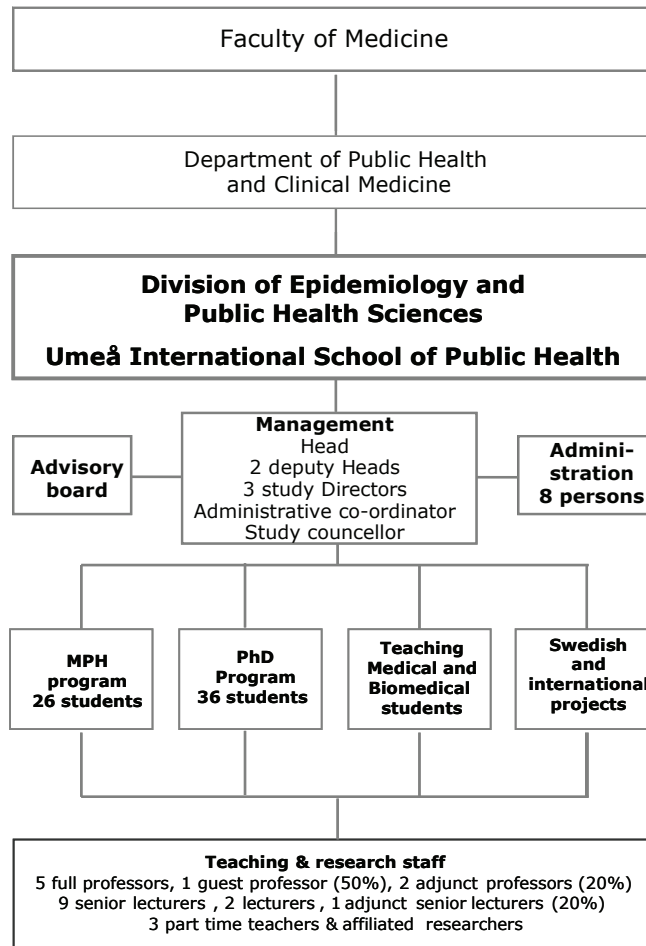 Faculty of Medicine
Department of Public Health
and Clinical Medicine
Division of Epidemiology and
Public Health Sciences
Umeå International School of Public Health
Management
Head
2 deputy Heads
3 study Directors
Administrative co-ordinator
Study councellor
Advisory
board
Admini-
stration
8 persons
MPH
program
26 students
PhD
Program
36 students
Teaching
Medical and
Biomedical
students
Swedish
and
international
projects
Teaching & research staff
5 full professors, 1 guest professor (50%), 2 adjunct professors (20%)
9 senior lecturers , 2 lecturers , 1 adjunct senior lecturers (20%)
3 part time teachers & affiliated researchers